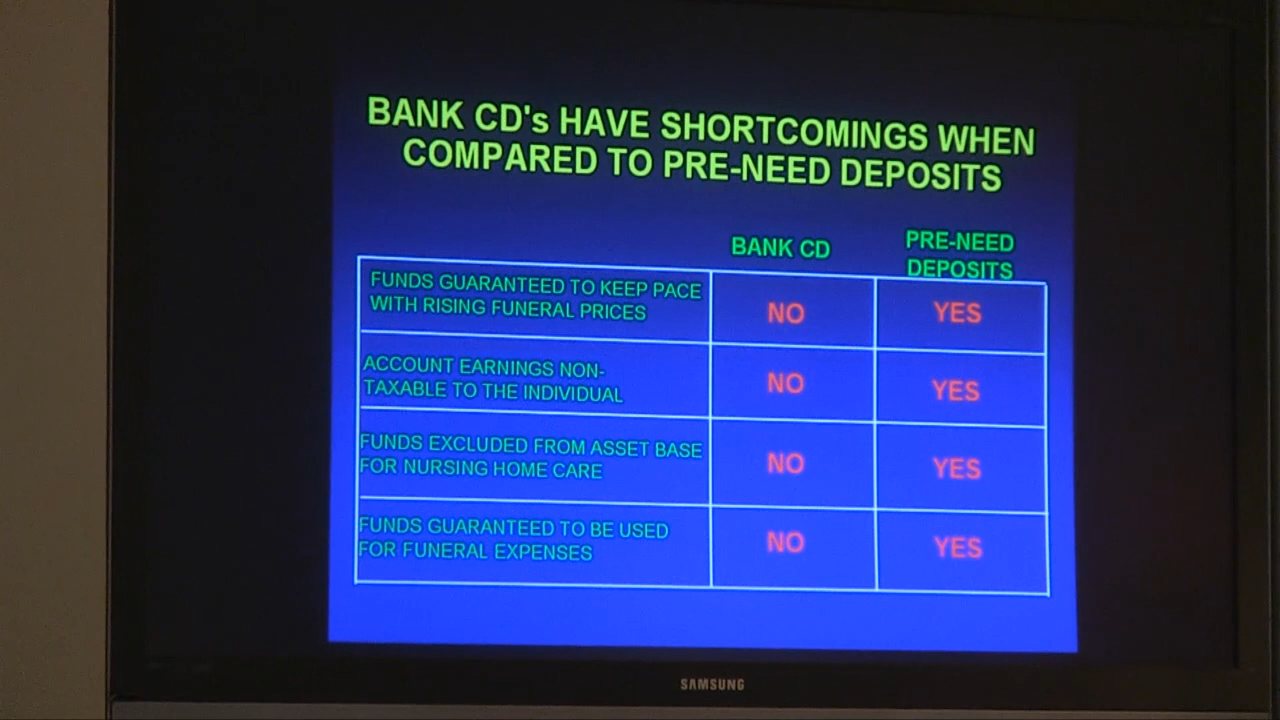 BANK CD's HAVE SHORTCOMINGS WHEN
COMPARED TO PRE-NEED DEPOSITS
BANK CD
PRE-NEED
DEPOSITS
FUNDS GUARANTEED TO KEEP PACE
WITH RISING FUNERAL PRICES
NO
YES
ACCOUNT EARNINGS NON-
TAXABLE TO THE INDIVIDUAL
NO
YES
FUNDS EXCLUDED FROM ASSET BASE
FOR NURSING HOME CARE
NO
YES
FUNDS GUARANTEED TO BE USED
FOR FUNERAL EXPENSES
NO
YES
SAMSUNG